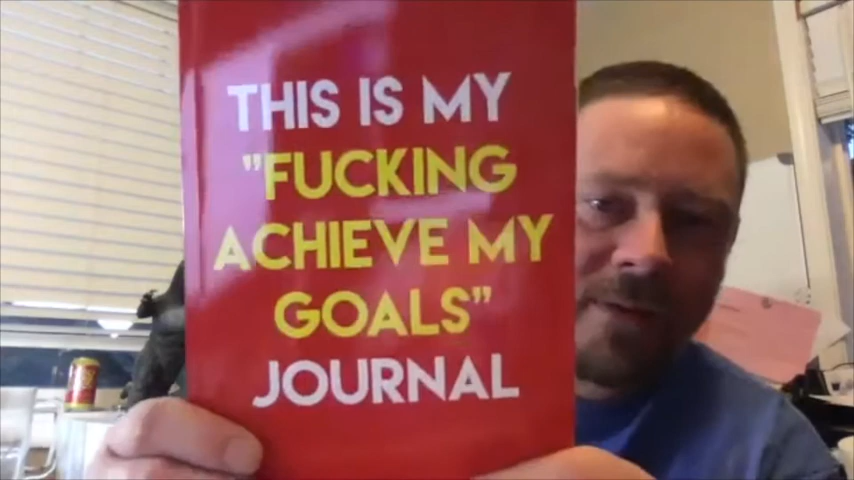 THIS IS MY
"FUCKING
ACHIEVE MY
GOALS"
JOURNAL